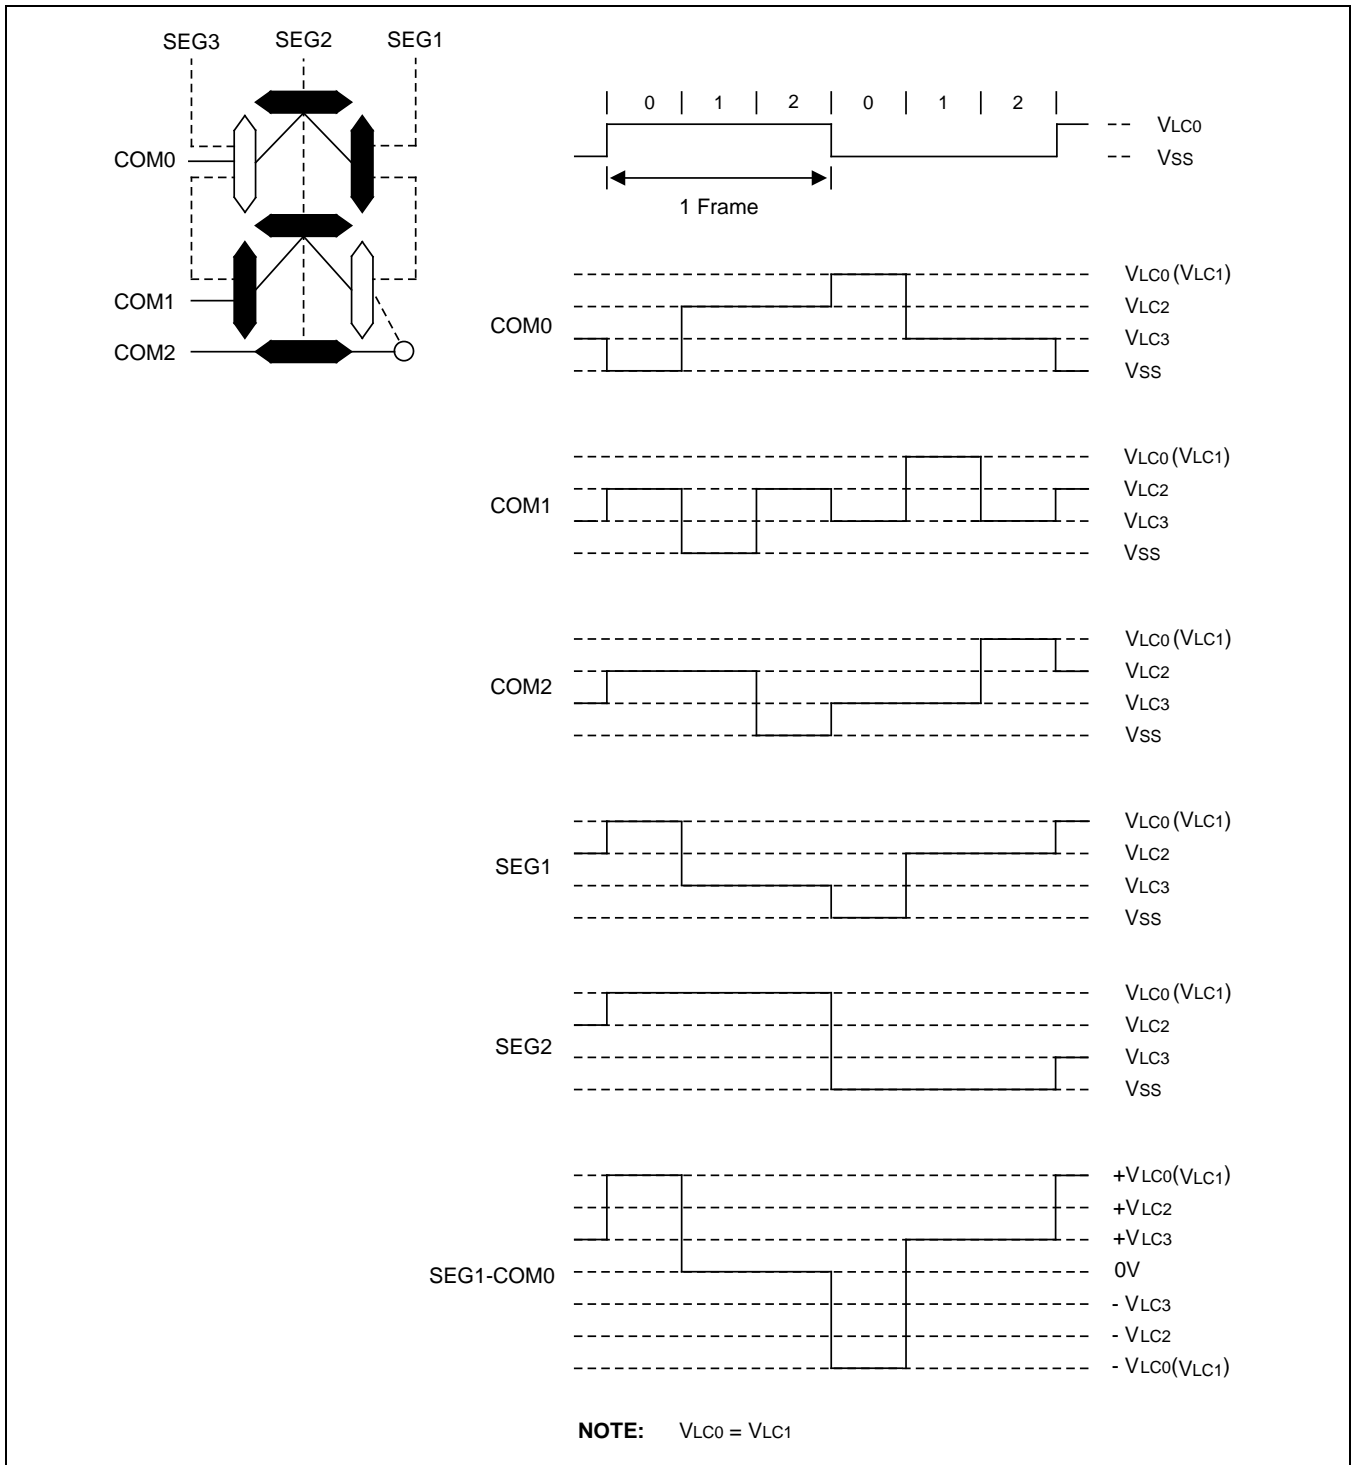 SEG3 SEG2 SEG1
COM0
COM1
COM2
0 1 2 0 1 2
VLC0
VSS
1 Frame
COM0
VLC0 (VLC1)
VLC2
VLC3
VSS
COM1
VLC0 (VLC1)
VLC2
VLC3
VSS
COM2
VLC0 (VLC1)
VLC2
VLC3
VSS
SEG1
VLC0 (VLC1)
VLC2
VLC3
VSS
SEG2
VLC0 (VLC1)
VLC2
VLC3
VSS
SEG1-COM0
+VLC0(VLC1)
+VLC2
+VLC3
0V
- VLC3
- VLC2
- VLC0(VLC1)
NOTE: VLC0 = VLC1